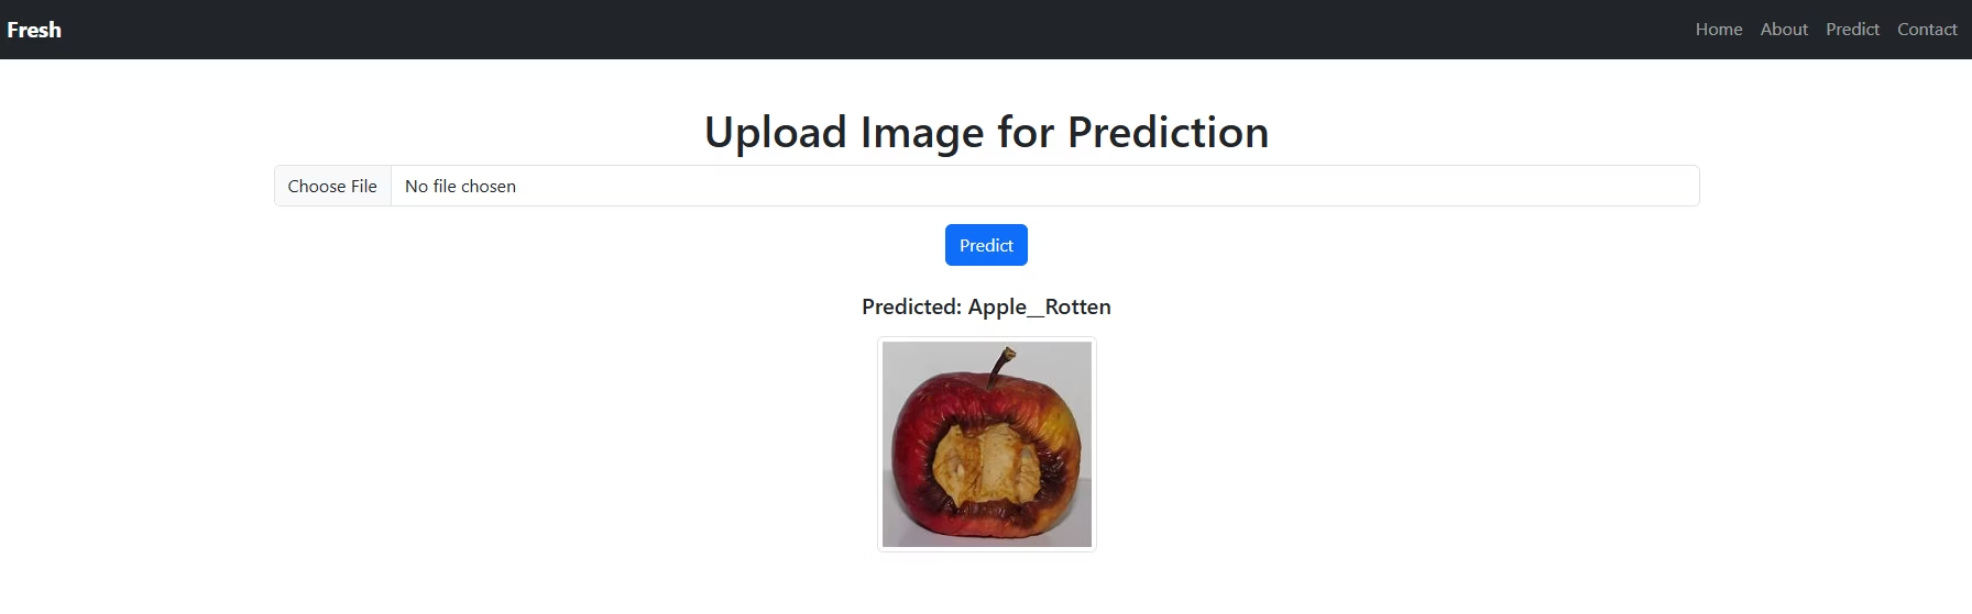 Fresh
Home About Predict Contact
Upload Image for Prediction
Choose File No file chosen
Predict
Predicted: Apple__Rotten